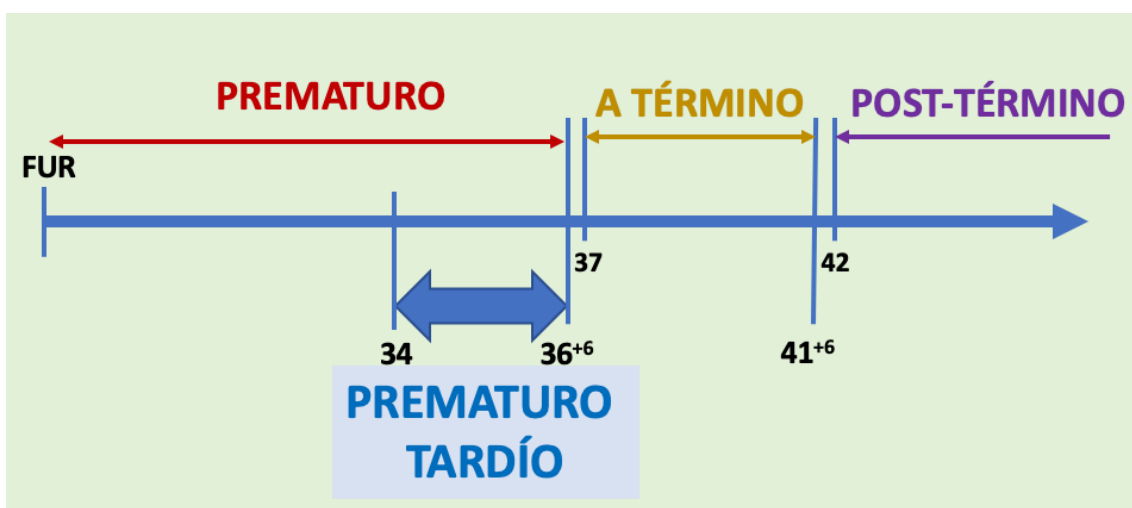 PREMATURO
A TÉRMINO
POST-TÉRMINO
FUR
37
42
34
36+6
41+6
PREMATURO
TARDÍO